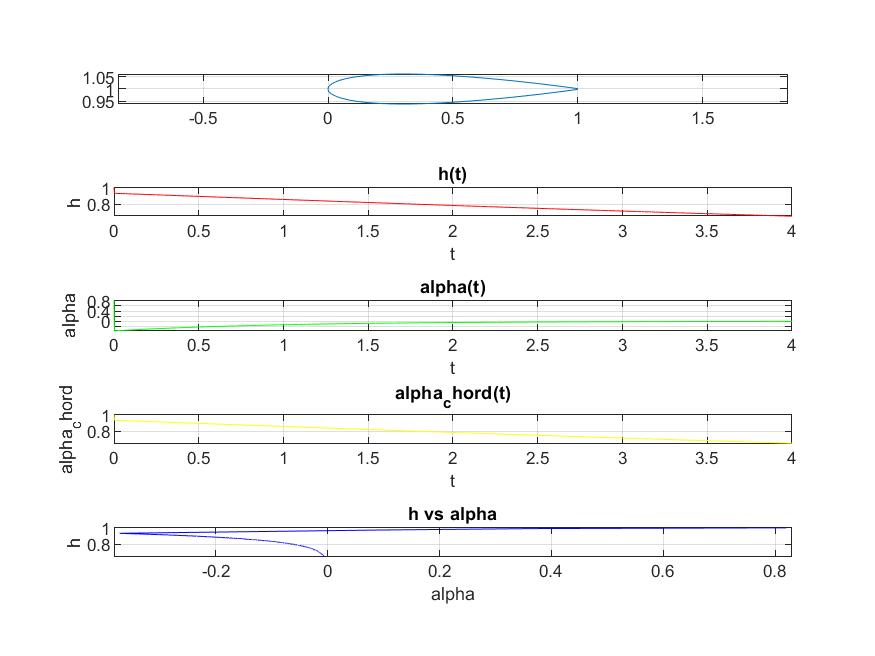 1.05
1
0.95
-0.5 0 0.5 1 1.5
h(t)
1
0.8
h
0 0.5 1 1.5 2 2.5 3 3.5 4
t
alpha(t)
0.8
0.4
0
alpha
0 0.5 1 1.5 2 2.5 3 3.5 4
t
alpha_chord(t)
1
0.8
alpha_chord
0 0.5 1 1.5 2 2.5 3 3.5 4
t
h vs alpha
1
0.8
h
-0.2 0 0.2 0.4 0.6 0.8
alpha